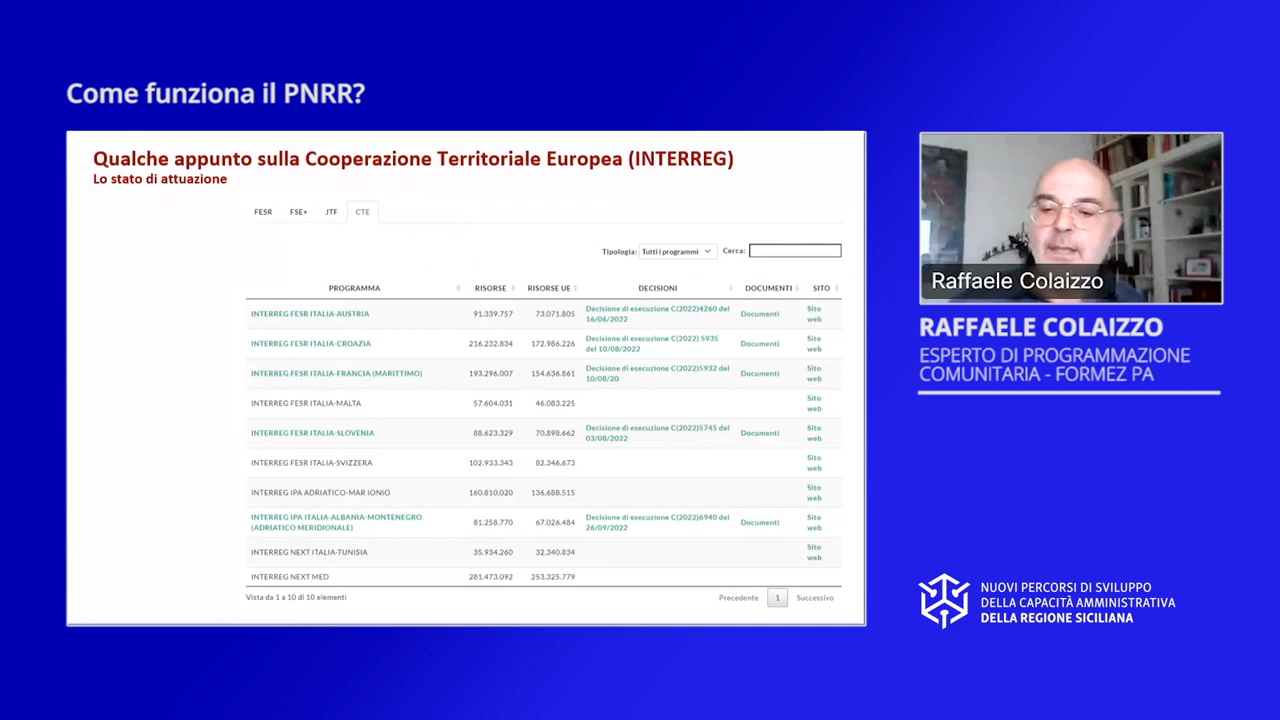 Come funziona il PNRR?
Qualche appunto sulla Cooperazione Territoriale Europea (INTERREG)
Lo stato di attuazione
FESR FSE+ JTF CTE
Tipologia: Tutti i programmi Cerca:
PROGRAMMA RISORSE RISORSE UE DECISIONI DOCUMENTI SITO
INTERREG FESR ITALIA-AUSTRIA 91.339.757 73.071.805 Decisione di esecuzione C(2022)4260 del 16/06/2022 Documenti Sito web
INTERREG FESR ITALIA-CROAZIA 216.232.834 172.986.226 Decisione di esecuzione C(2022) 5935 del 10/08/2022 Documenti Sito web
INTERREG FESR ITALIA-FRANCIA (MARITTIMO) 193.296.007 154.636.861 Decisione di esecuzione C(2022)5932 del 10/08/20 Documenti Sito web
INTERREG FESR ITALIA-MALTA 57.604.031 46.083.225 Sito web
INTERREG FESR ITALIA-SLOVENIA 88.623.329 70.898.662 Decisione di esecuzione C(2022)5745 del 03/08/2022 Documenti Sito web
INTERREG FESR ITALIA-SVIZZERA 102.933.343 82.346.673 Sito web
INTERREG IPA ADRIATICO-MAR IONIO 160.810.020 136.688.515 Sito web
INTERREG IPA ITALIA-ALBANIA-MONTENEGRO (ADRIATICO MERIDIONALE) 81.258.770 67.026.484 Decisione di esecuzione C(2022)6940 del 26/09/2022 Documenti Sito web
INTERREG NEXT ITALIA-TUNISIA 35.934.260 32.340.834 Sito web
INTERREG NEXT MED 281.473.092 253.325.779
Vista da 1 a 10 di 10 elementi Precedente 1 Successivo
Raffaele Colaizzo
RAFFAELE COLAIZZO
ESPERTO DI PROGRAMMAZIONE
COMUNITARIA - FORMEZ PA
NUOVI PERCORSI DI SVILUPPO
DELLA CAPACITÀ AMMINISTRATIVA
DELLA REGIONE SICILIANA